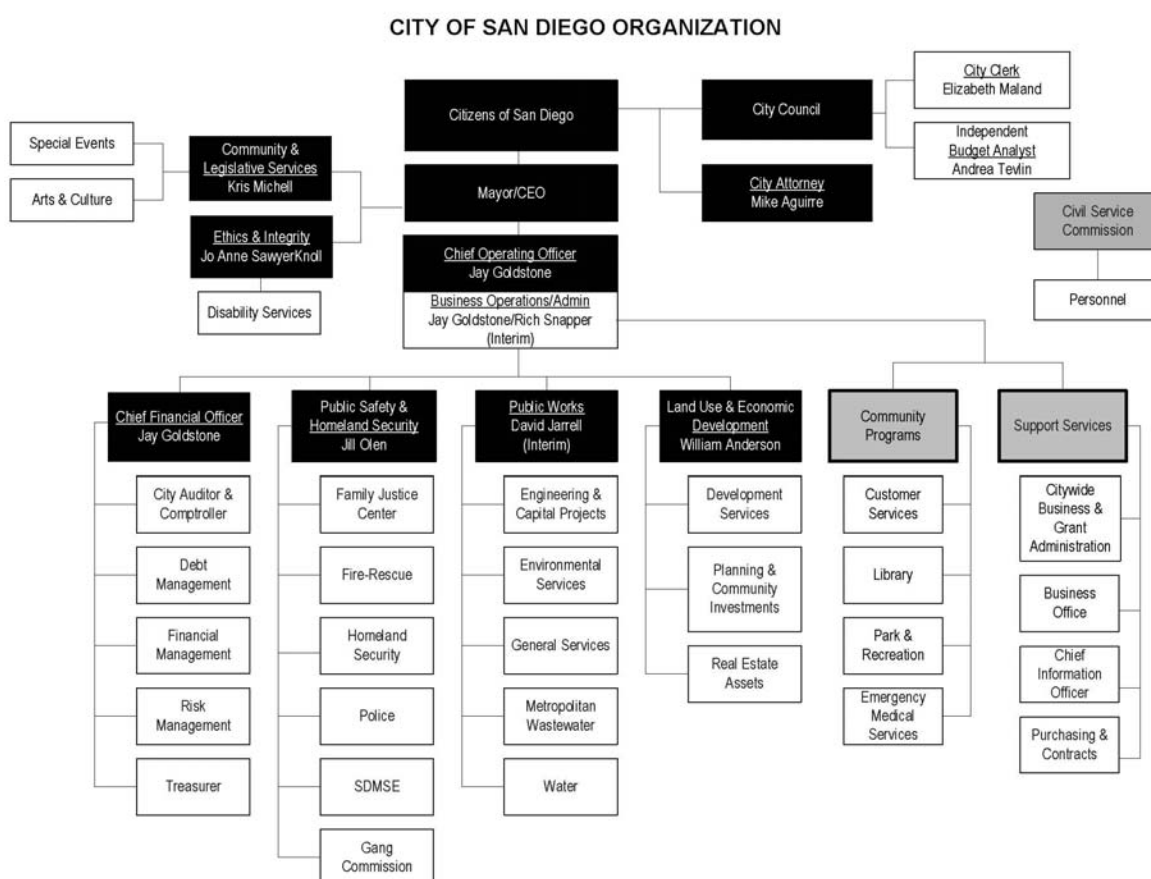 CITY OF SAN DIEGO ORGANIZATION
Citizens of San Diego
City Council
City Clerk
Elizabeth Maland
Independent
Budget Analyst
Andrea Tevlin
Special Events
Arts & Culture
Community &
Legislative Services
Kris Michell
Mayor/CEO
City Attorney
Mike Aguirre
Civil Service
Commission
Personnel
Ethics & Integrity
Jo Anne SawyerKnoll
Disability Services
Chief Operating Officer
Jay Goldstone
Business Operations/Admin
Jay Goldstone/Rich Snapper
(Interim)
Chief Financial Officer
Jay Goldstone
City Auditor &
Comptroller
Debt
Management
Financial
Management
Risk
Management
Treasurer
Public Safety &
Homeland Security
Jill Olen
Family Justice
Center
Fire-Rescue
Homeland
Security
Police
SDMSE
Gang
Commission
Public Works
David Jarrell
(Interim)
Engineering &
Capital Projects
Environmental
Services
General Services
Metropolitan
Wastewater
Water
Land Use & Economic
Development
William Anderson
Development
Services
Planning &
Community
Investments
Real Estate
Assets
Community
Programs
Customer
Services
Library
Park &
Recreation
Emergency
Medical
Services
Support Services
Citywide
Business &
Grant
Administration
Business
Office
Chief
Information
Officer
Purchasing &
Contracts